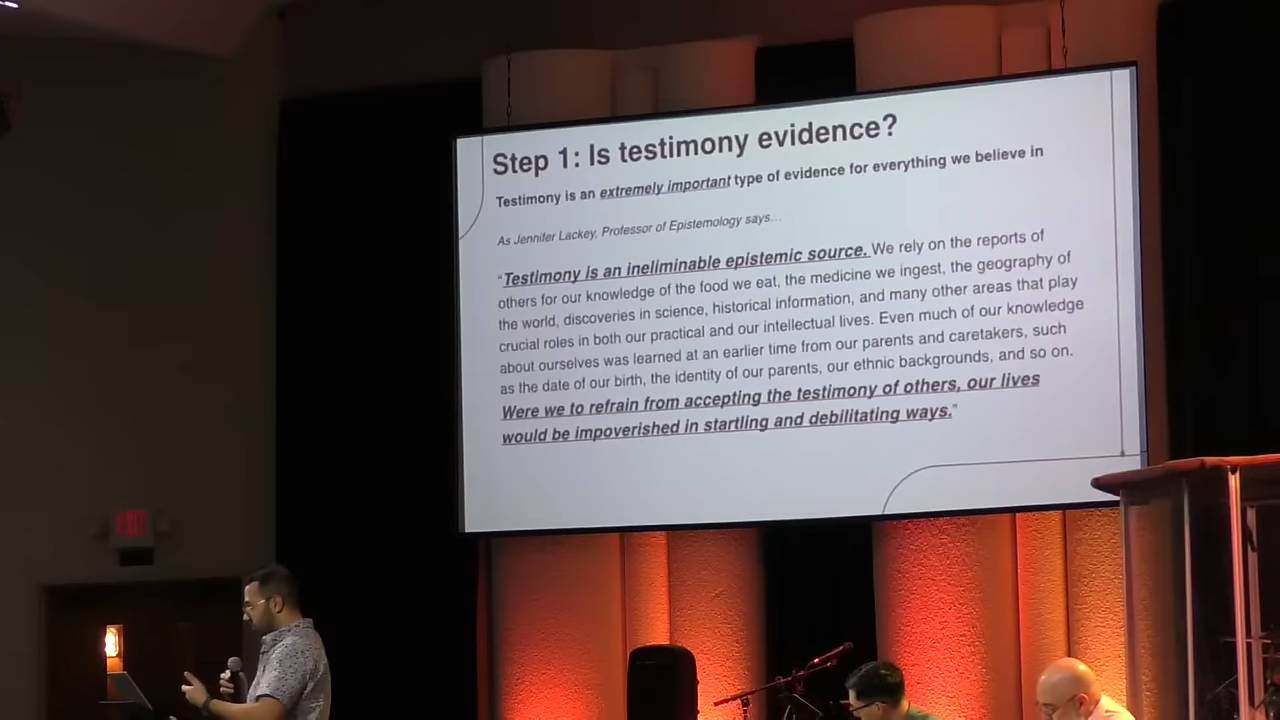 Step 1: Is testimony evidence?
Testimony is an extremely important type of evidence for everything we believe in
As Jennifer Lackey, Professor of Epistemology says...
“Testimony is an ineliminable epistemic source. We rely on the reports of
others for our knowledge of the food we eat, the medicine we ingest, the geography of
the world, discoveries in science, historical information, and many other areas that play
crucial roles in both our practical and our intellectual lives. Even much of our knowledge
about ourselves was learned at an earlier time from our parents and caretakers, such
as the date of our birth, the identity of our parents, our ethnic backgrounds, and so on.
Were we to refrain from accepting the testimony of others, our lives
would be impoverished in startling and debilitating ways.”
EXIT